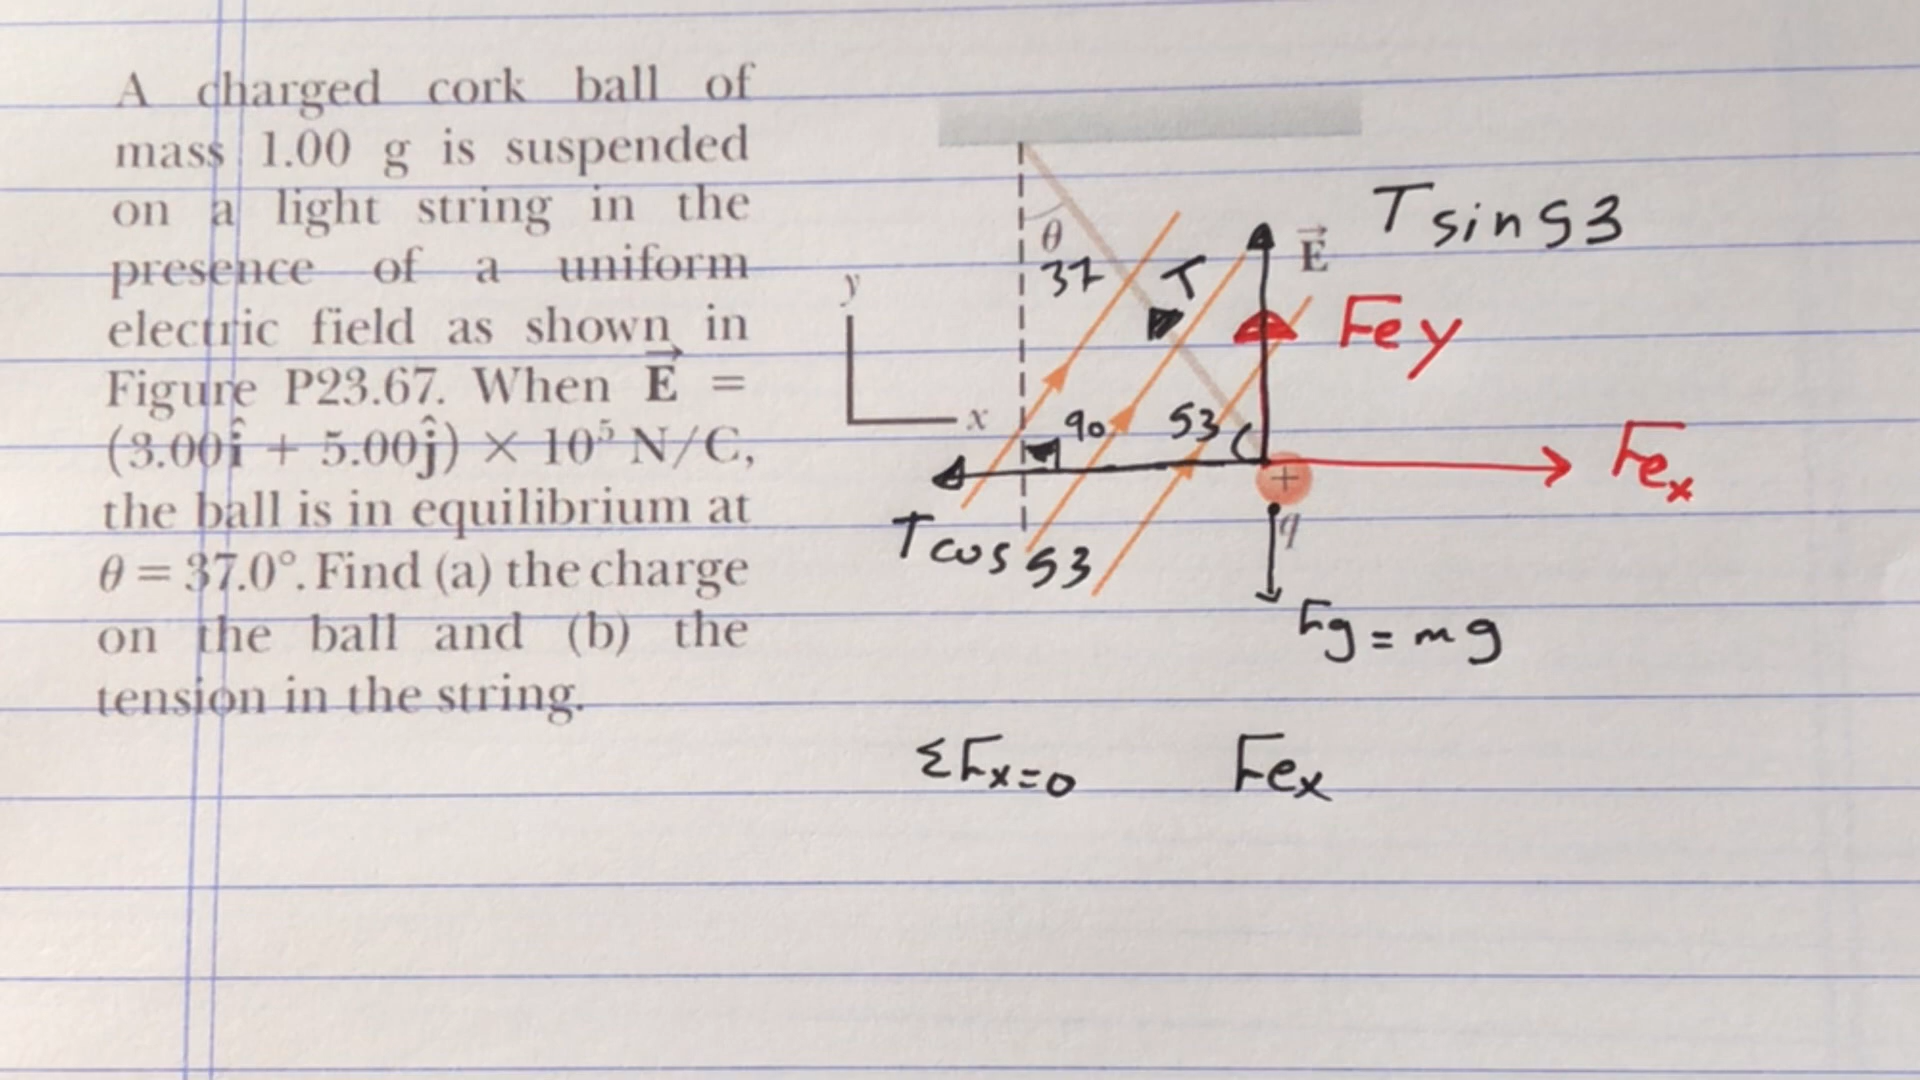 A charged cork ball of
mass 1.00 g is suspended
on a light string in the
presence of a uniform
electric field as shown in
Figure P23.67. When E⃗ =
(3.00î + 5.00ĵ) × 10⁵ N/C,
the ball is in equilibrium at
θ = 37.0°. Find (a) the charge
on the ball and (b) the
tension in the string.
T sin 53
θ
E⃗
37
T
y
Fey
x
90
53
Fex
+
q
T cos 53
Fg = mg
ΣFx=0 Fex